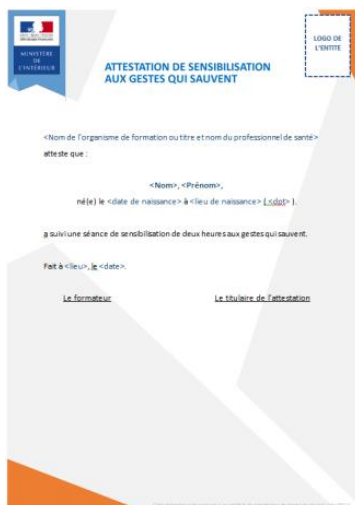 MINISTÈRE
DE
L'INTÉRIEUR
LOGO DE
L'ENTITE
ATTESTATION DE SENSIBILISATION
AUX GESTES QUI SAUVENT
<Nom de l'organisme de formation ou titre et nom du professionnel de santé>
atteste que :
<Nom>, <Prénom>,
né(e) le <date de naissance> à <lieu de naissance> ( <dpt> ).
a suivi une séance de sensibilisation de deux heures aux gestes qui sauvent.
Fait à <lieu>, le <date>.
Le formateur
Le titulaire de l'attestation